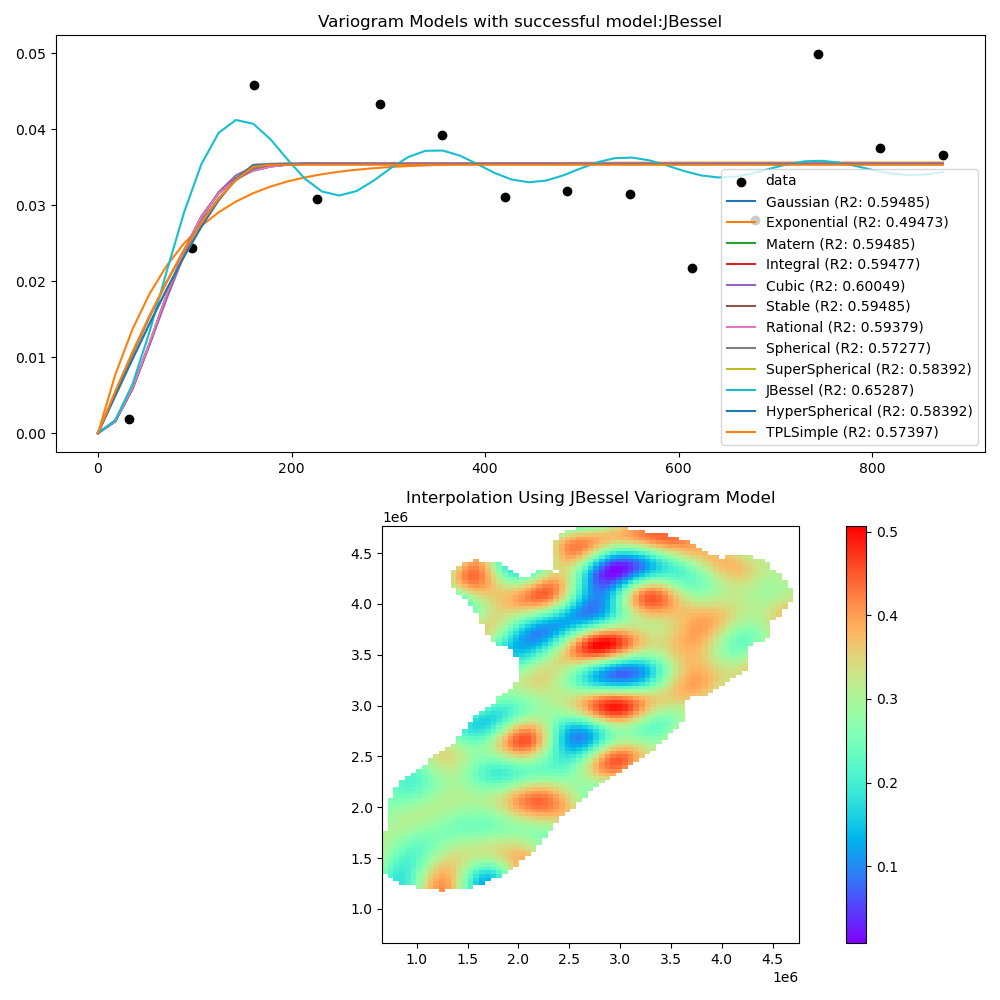 Variogram Models with successful model:JBessel
0.05
0.04
0.03
0.02
0.01
0.00
0
200
400
600
800
data
Gaussian (R2: 0.59485)
Exponential (R2: 0.49473)
Matern (R2: 0.59485)
Integral (R2: 0.59477)
Cubic (R2: 0.60049)
Stable (R2: 0.59485)
Rational (R2: 0.59379)
Spherical (R2: 0.57277)
SuperSpherical (R2: 0.58392)
JBessel (R2: 0.65287)
HyperSpherical (R2: 0.58392)
TPLSimple (R2: 0.57397)
Interpolation Using JBessel Variogram Model
1e6
4.5
4.0
3.5
3.0
2.5
2.0
1.5
1.0
1.0
1.5
2.0
2.5
3.0
3.5
4.0
4.5
1e6
0.5
0.4
0.3
0.2
0.1